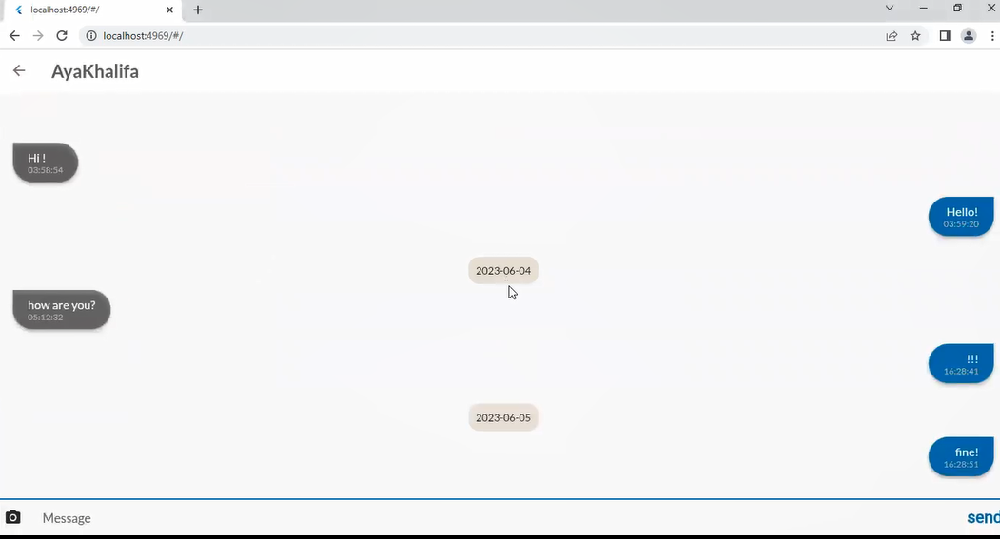 localhost:4969/#/
localhost:4969/#/
AyaKhalifa
Hi !
03:58:54
Hello!
03:59:20
2023-06-04
how are you?
05:12:32
!!!
16:28:41
2023-06-05
fine!
16:28:51
Message
send